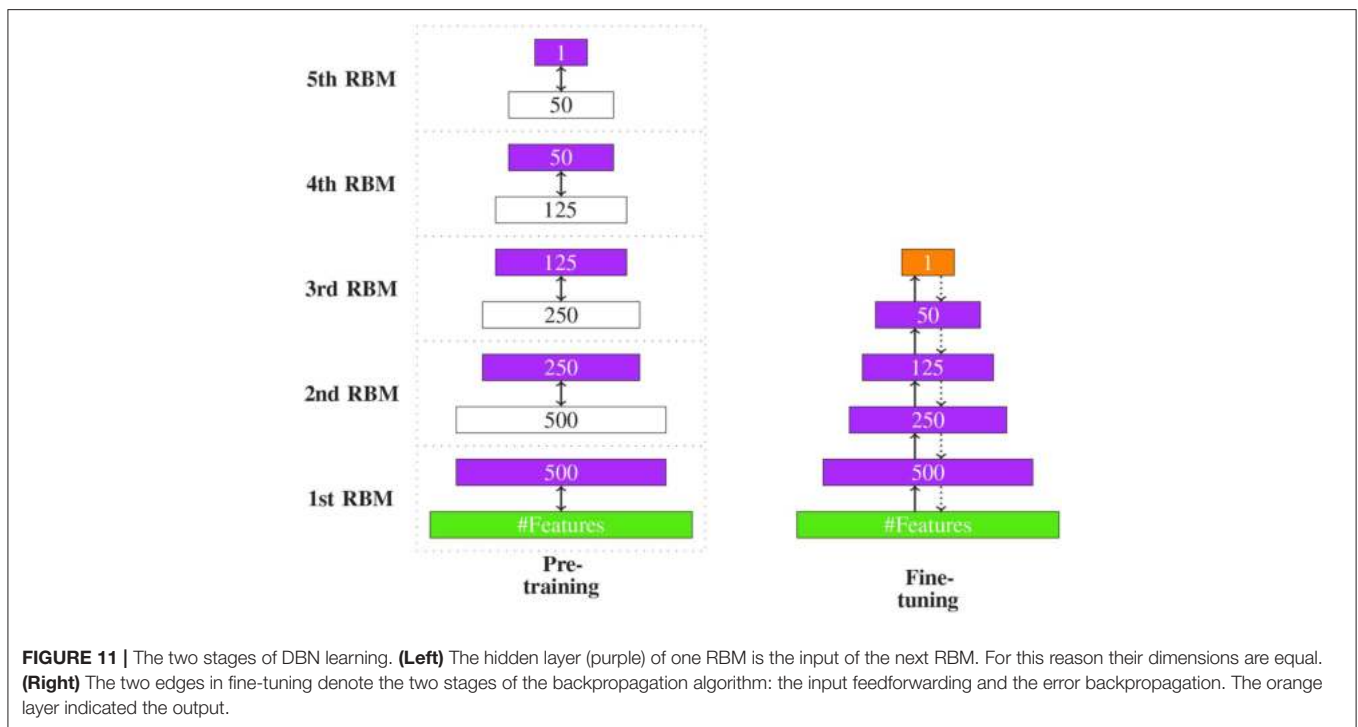 5th RBM
1
50
4th RBM
50
125
3rd RBM
125
250
2nd RBM
250
500
1st RBM
500
#Features
Pre-
training
1
50
125
250
500
#Features
Fine-
tuning
FIGURE 11 | The two stages of DBN learning. (Left) The hidden layer (purple) of one RBM is the input of the next RBM. For this reason their dimensions are equal.
(Right) The two edges in fine-tuning denote the two stages of the backpropagation algorithm: the input feedforwarding and the error backpropagation. The orange
layer indicated the output.